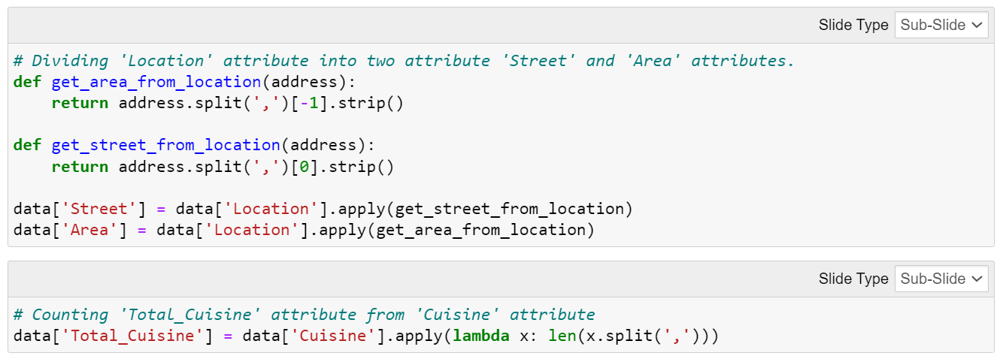 Slide Type Sub-Slide
# Dividing 'Location' attribute into two attribute 'Street' and 'Area' attributes.
def get_area_from_location(address):
    return address.split(',')[-1].strip()
def get_street_from_location(address):
    return address.split(',')[0].strip()
data['Street'] = data['Location'].apply(get_street_from_location)
data['Area'] = data['Location'].apply(get_area_from_location)
Slide Type Sub-Slide
# Counting 'Total_Cuisine' attribute from 'Cuisine' attribute
data['Total_Cuisine'] = data['Cuisine'].apply(lambda x: len(x.split(',')))